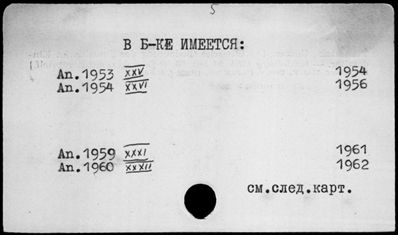 5
В Б-КЕ ИМЕЕТСЯ:
An.1953 XXV 1954
An.1954 XXVI 1956
An.1959 XXXI 1961
An.1960 XXXII 1962
см.след.карт.